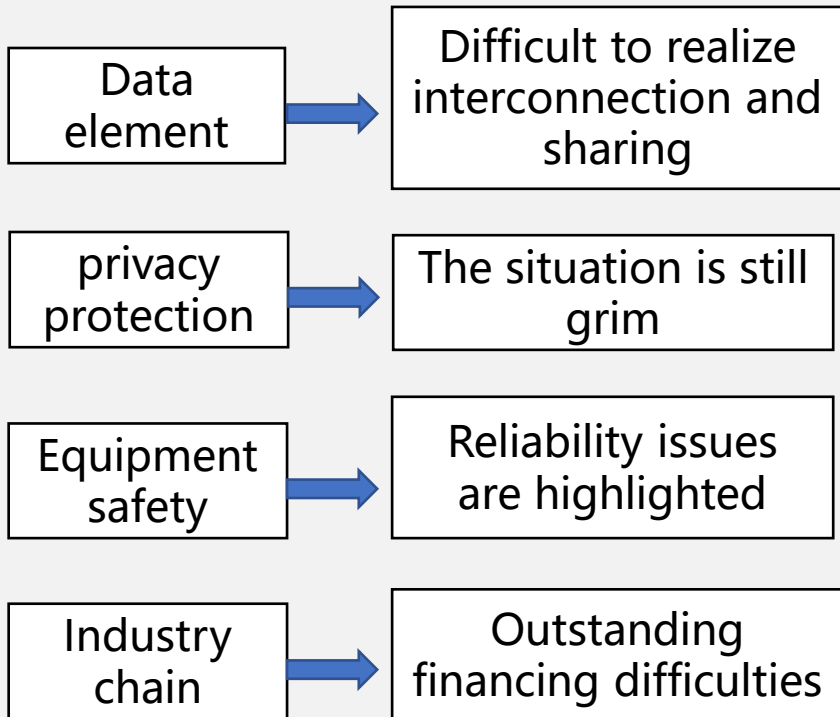 Data
element
Difficult to realize
interconnection and
sharing
privacy
protection
The situation is still
grim
Equipment
safety
Reliability issues
are highlighted
Industry
chain
Outstanding
financing difficulties